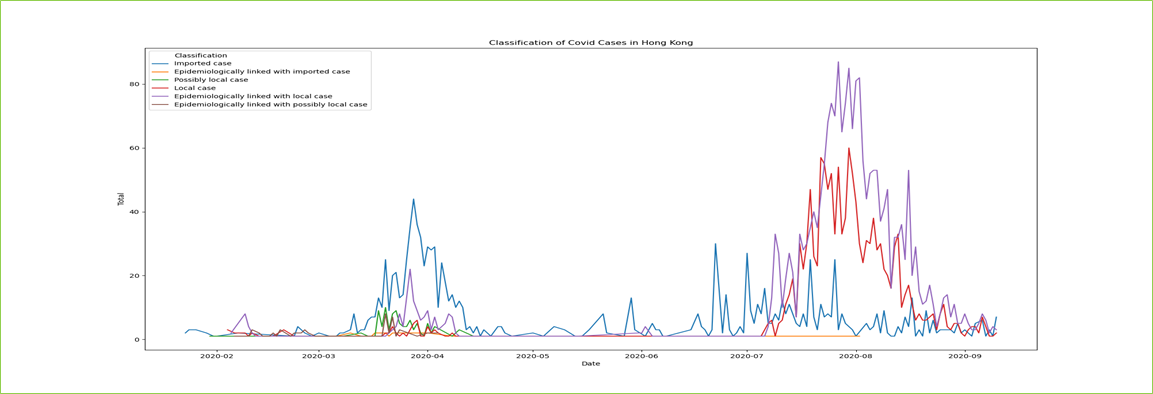 Classification of Covid Cases in Hong Kong
Classification
Imported case
Epidemiologically linked with imported case
Possibly local case
Local case
Epidemiologically linked with local case
Epidemiologically linked with possibly local case
80
60
40
20
0
Total
2020-02 2020-03 2020-04 2020-05 2020-06 2020-07 2020-08 2020-09
Date